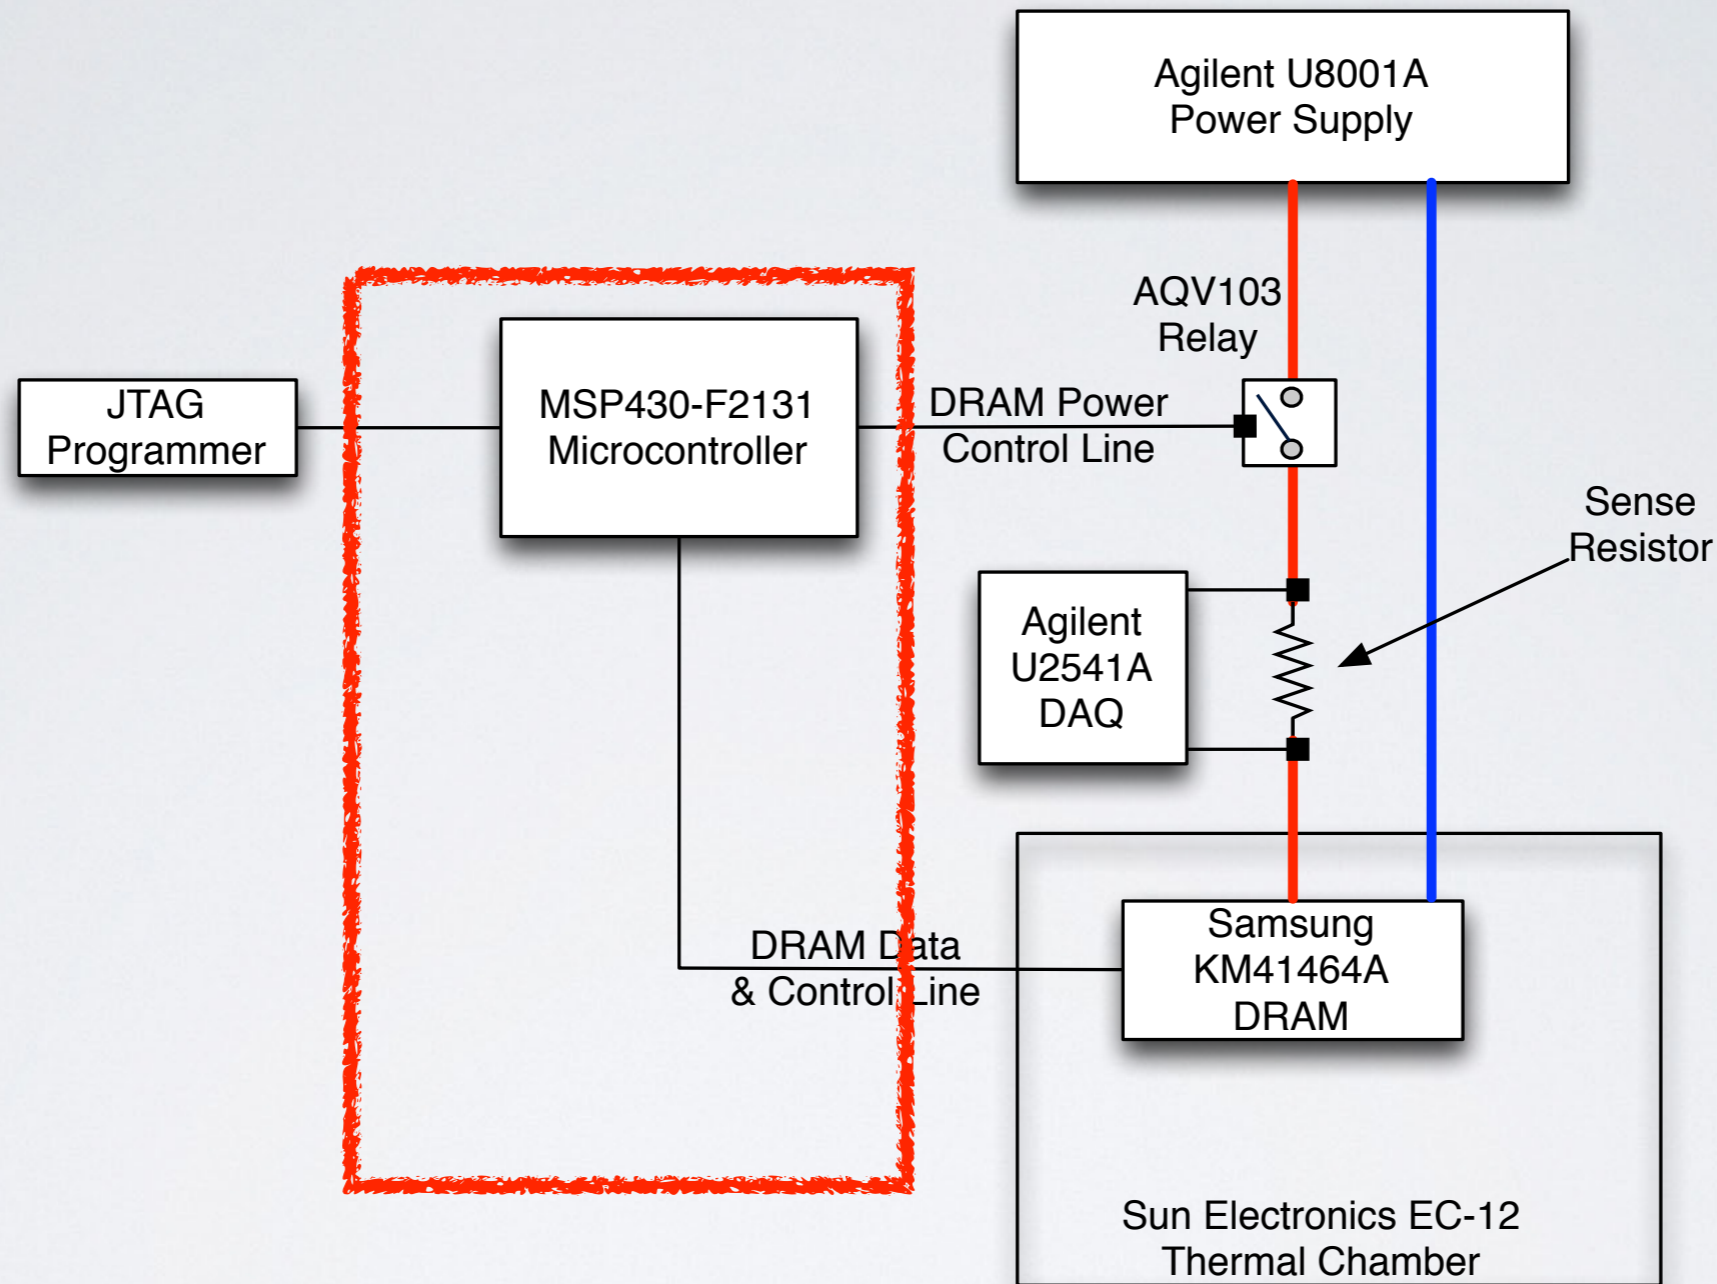 Agilent U8001A
Power Supply
AQV103
Relay
JTAG
Programmer
MSP430-F2131
Microcontroller
DRAM Power
Control Line
Sense
Resistor
Agilent
U2541A
DAQ
DRAM Data
& Control Line
Samsung
KM41464A
DRAM
Sun Electronics EC-12
Thermal Chamber